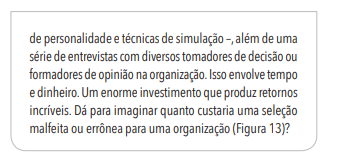 de personalidade e técnicas de simulação –, além de uma
série de entrevistas com diversos tomadores de decisão ou
formadores de opinião na organização. Isso envolve tempo
e dinheiro. Um enorme investimento que produz retornos
incríveis. Dá para imaginar quanto custaria uma seleção
malfeita ou errônea para uma organização (Figura 13)?